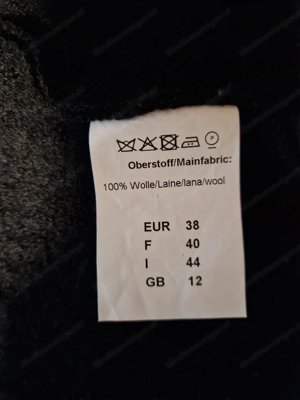 P
Oberstoff/Mainfabric:
100% Wolle/Laine/lana/wool
EUR 38
F 40
I 44
GB 12